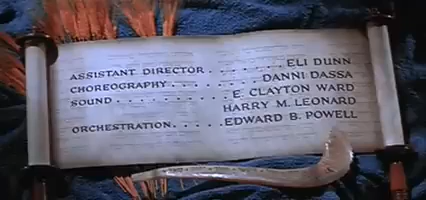 ASSISTANT DIRECTOR . . . . . . . ELI DUNN
CHOREOGRAPHY . . . . . . . . DANNI DASSA
SOUND . . . . . . . . . . . E. CLAYTON WARD
HARRY M. LEONARD
ORCHESTRATION . . . . . EDWARD B. POWELL